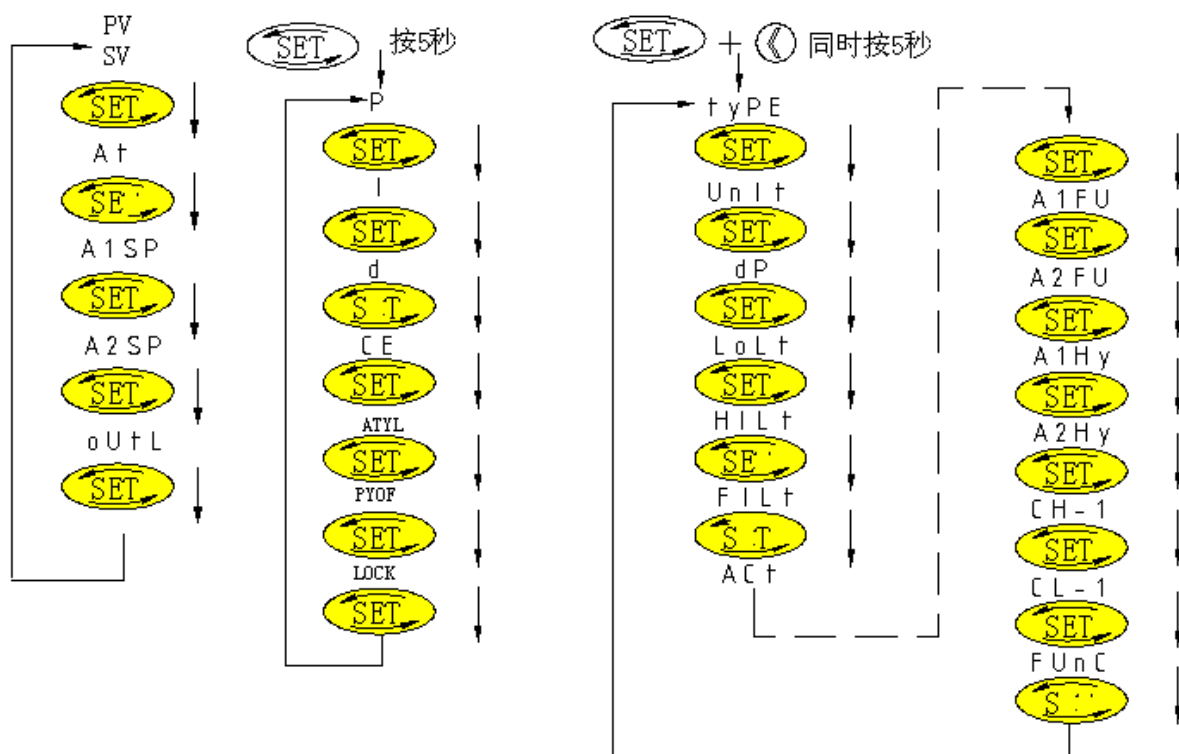 PV
SV
SET
At
SE
A1SP
SET
A2SP
SET
oUtL
SET
SET 按5秒
P
SET
I
SET
d
S T
CE
SET
ATYL
SET
PYOF
SET
LOCK
SET
SET + 《 同时按5秒
tyPE
SET
UnIt
SET
dP
SET
LoLt
SET
HILt
SE
FILt
S T
ACt
SET
A1FU
SET
A2FU
SET
A1Hy
SET
A2Hy
SET
CH-1
SET
CL-1
SET
FUnC
S